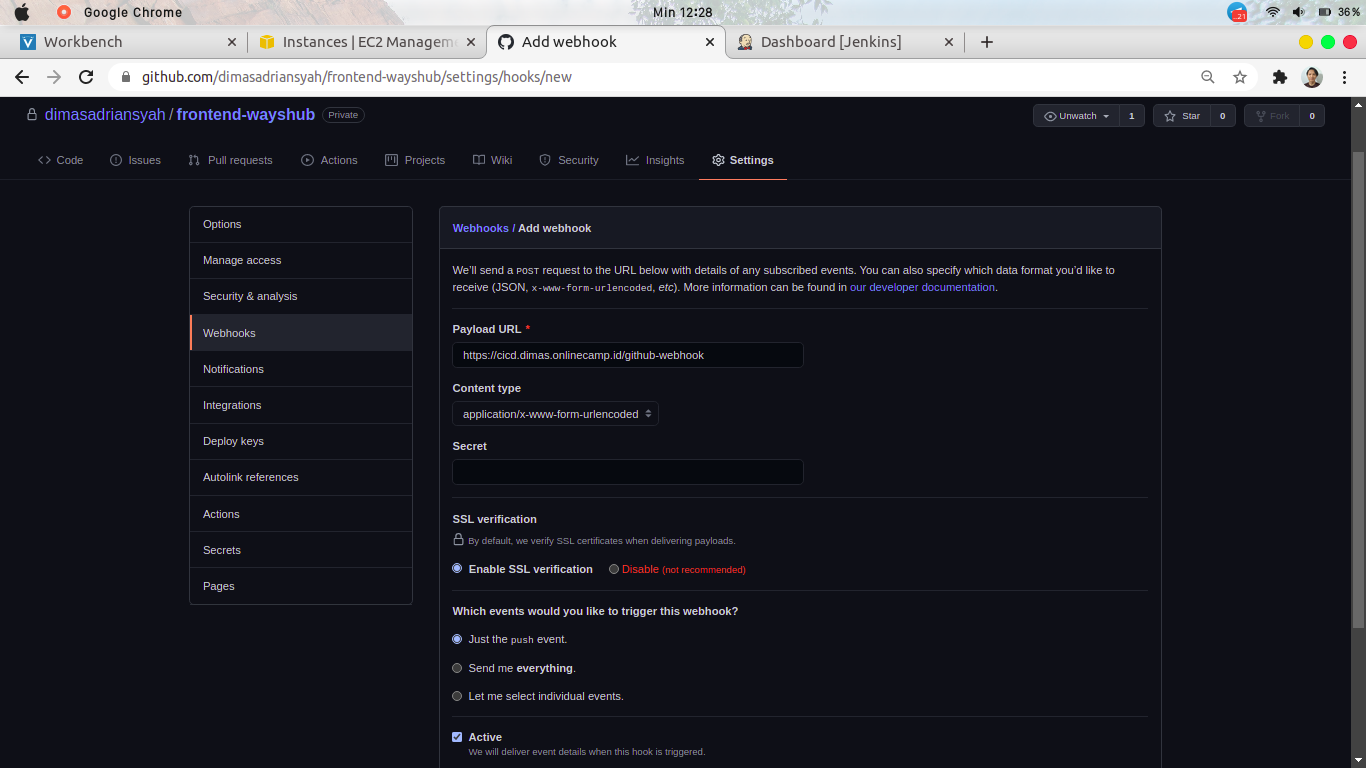 Google Chrome
Min 12:28
21
36%
Workbench
Instances | EC2 Managem
Add webhook
Dashboard [Jenkins]
github.com/dimasadriansyah/frontend-wayshub/settings/hooks/new
dimasadriansyah / frontend-wayshub Private
Unwatch 1
Star 0
Fork 0
Code
Issues
Pull requests
Actions
Projects
Wiki
Security
Insights
Settings
Options
Manage access
Security & analysis
Webhooks
Notifications
Integrations
Deploy keys
Autolink references
Actions
Secrets
Pages
Webhooks / Add webhook
We'll send a POST request to the URL below with details of any subscribed events. You can also specify which data format you'd like to
receive (JSON, x-www-form-urlencoded, etc). More information can be found in our developer documentation.
Payload URL *
https://cicd.dimas.onlinecamp.id/github-webhook
Content type
application/x-www-form-urlencoded
Secret
SSL verification
By default, we verify SSL certificates when delivering payloads.
Enable SSL verification
Disable (not recommended)
Which events would you like to trigger this webhook?
Just the push event.
Send me everything.
Let me select individual events.
Active
We will deliver event details when this hook is triggered.